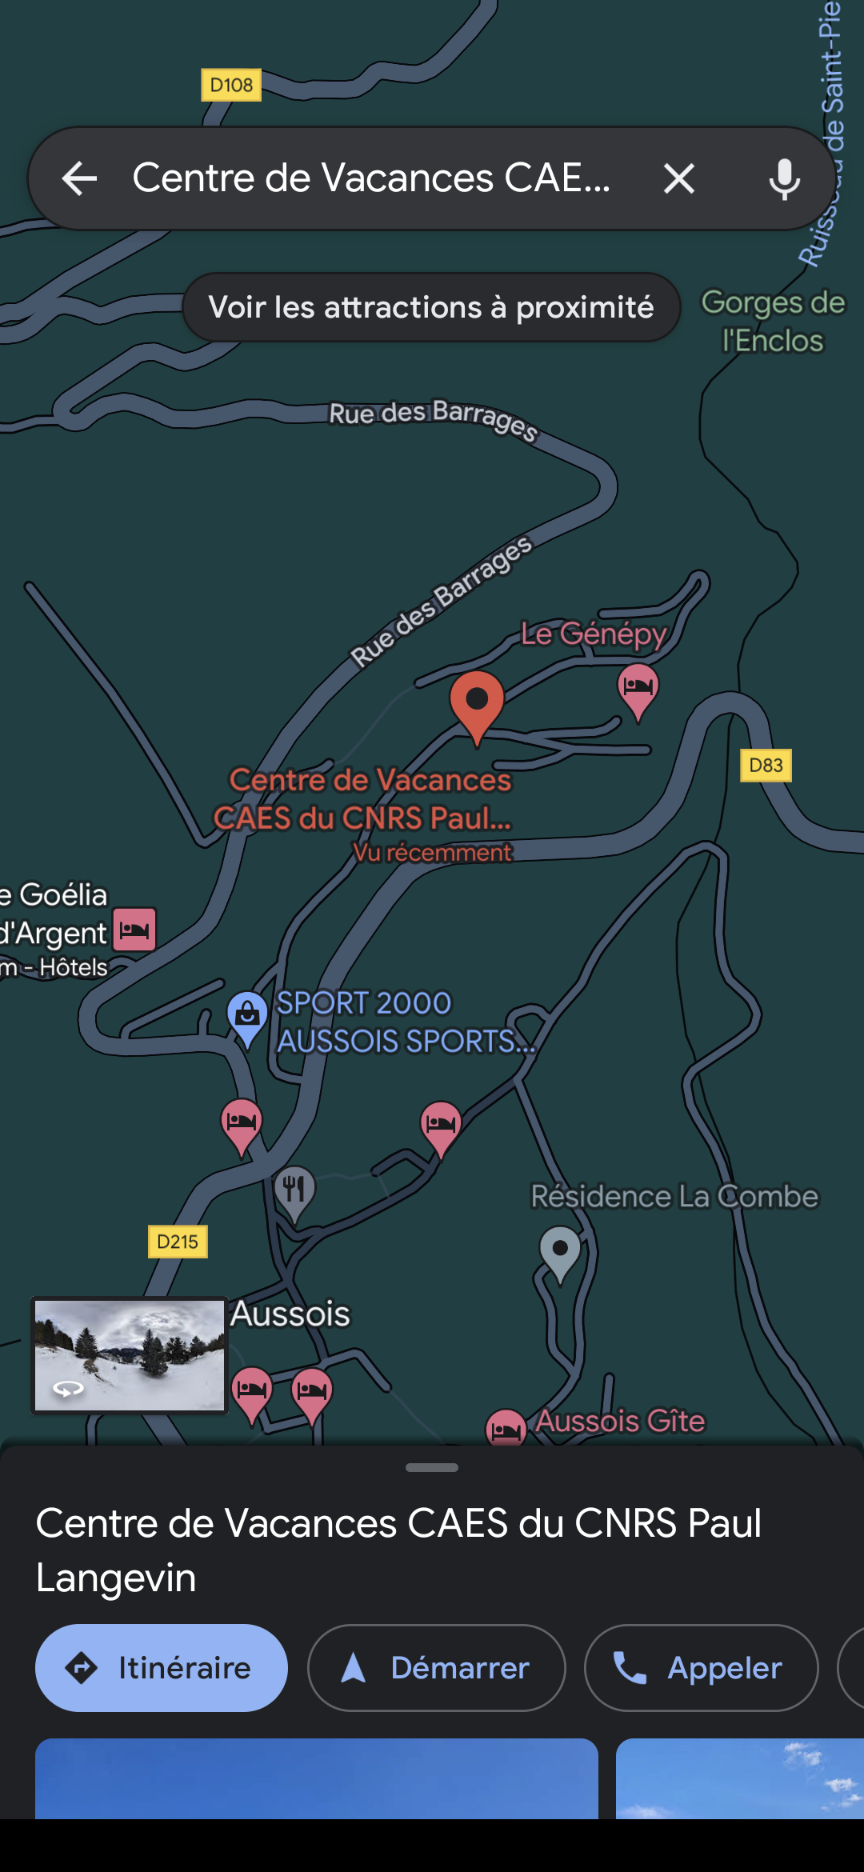 D108
Ruisseau de Saint-Pie
Centre de Vacances CAE...
Voir les attractions à proximité
Gorges de
l'Enclos
Rue des Barrages
Rue des Barrages
Le Génépy
D83
Centre de Vacances
CAES du CNRS Paul...
Vu récemment
e Goélia
d'Argent
m - Hôtels
SPORT 2000
AUSSOIS SPORTS...
Résidence La Combe
D215
Aussois
Aussois Gîte
Centre de Vacances CAES du CNRS Paul
Langevin
Itinéraire
Démarrer
Appeler